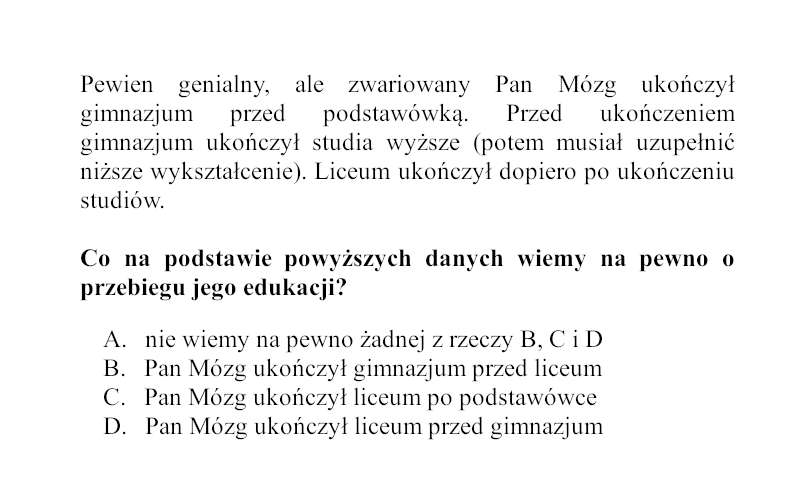 Pewien genialny, ale zwariowany Pan Mózg ukończył
gimnazjum przed podstawówką. Przed ukończeniem
gimnazjum ukończył studia wyższe (potem musiał uzupełnić
niższe wykształcenie). Liceum ukończył dopiero po ukończeniu
studiów.
Co na podstawie powyższych danych wiemy na pewno o
przebiegu jego edukacji?
A. nie wiemy na pewno żadnej z rzeczy B, C i D
B. Pan Mózg ukończył gimnazjum przed liceum
C. Pan Mózg ukończył liceum po podstawówce
D. Pan Mózg ukończył liceum przed gimnazjum